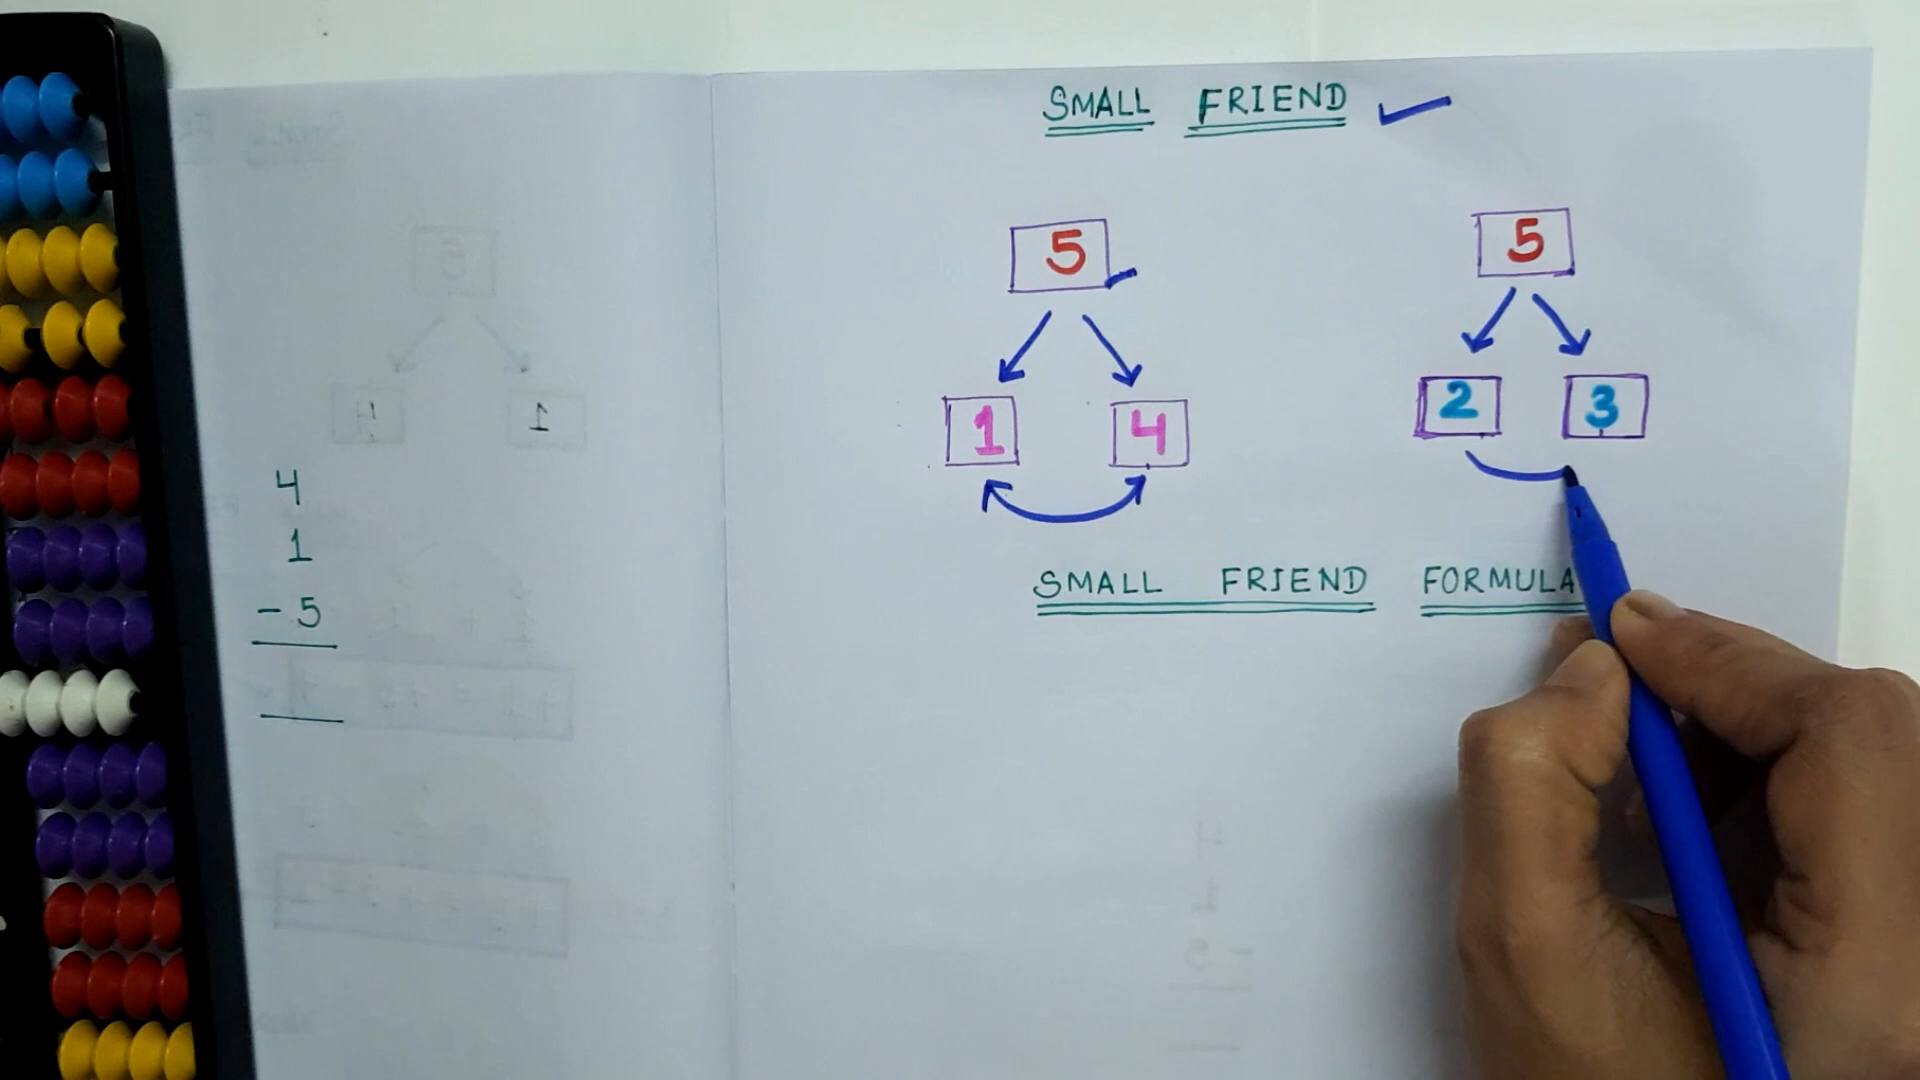 SMALL FRIEND
5 5
1 4 2 3
4
1
- 5
SMALL FRIEND FORMULA